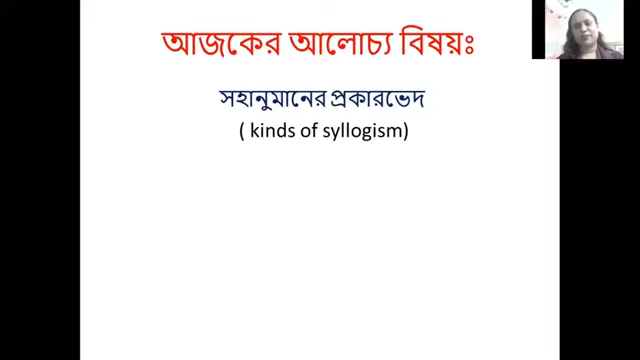 আজকের আলোচ্য বিষয়ঃ
সহানুমানের প্রকারভেদ
( kinds of syllogism)